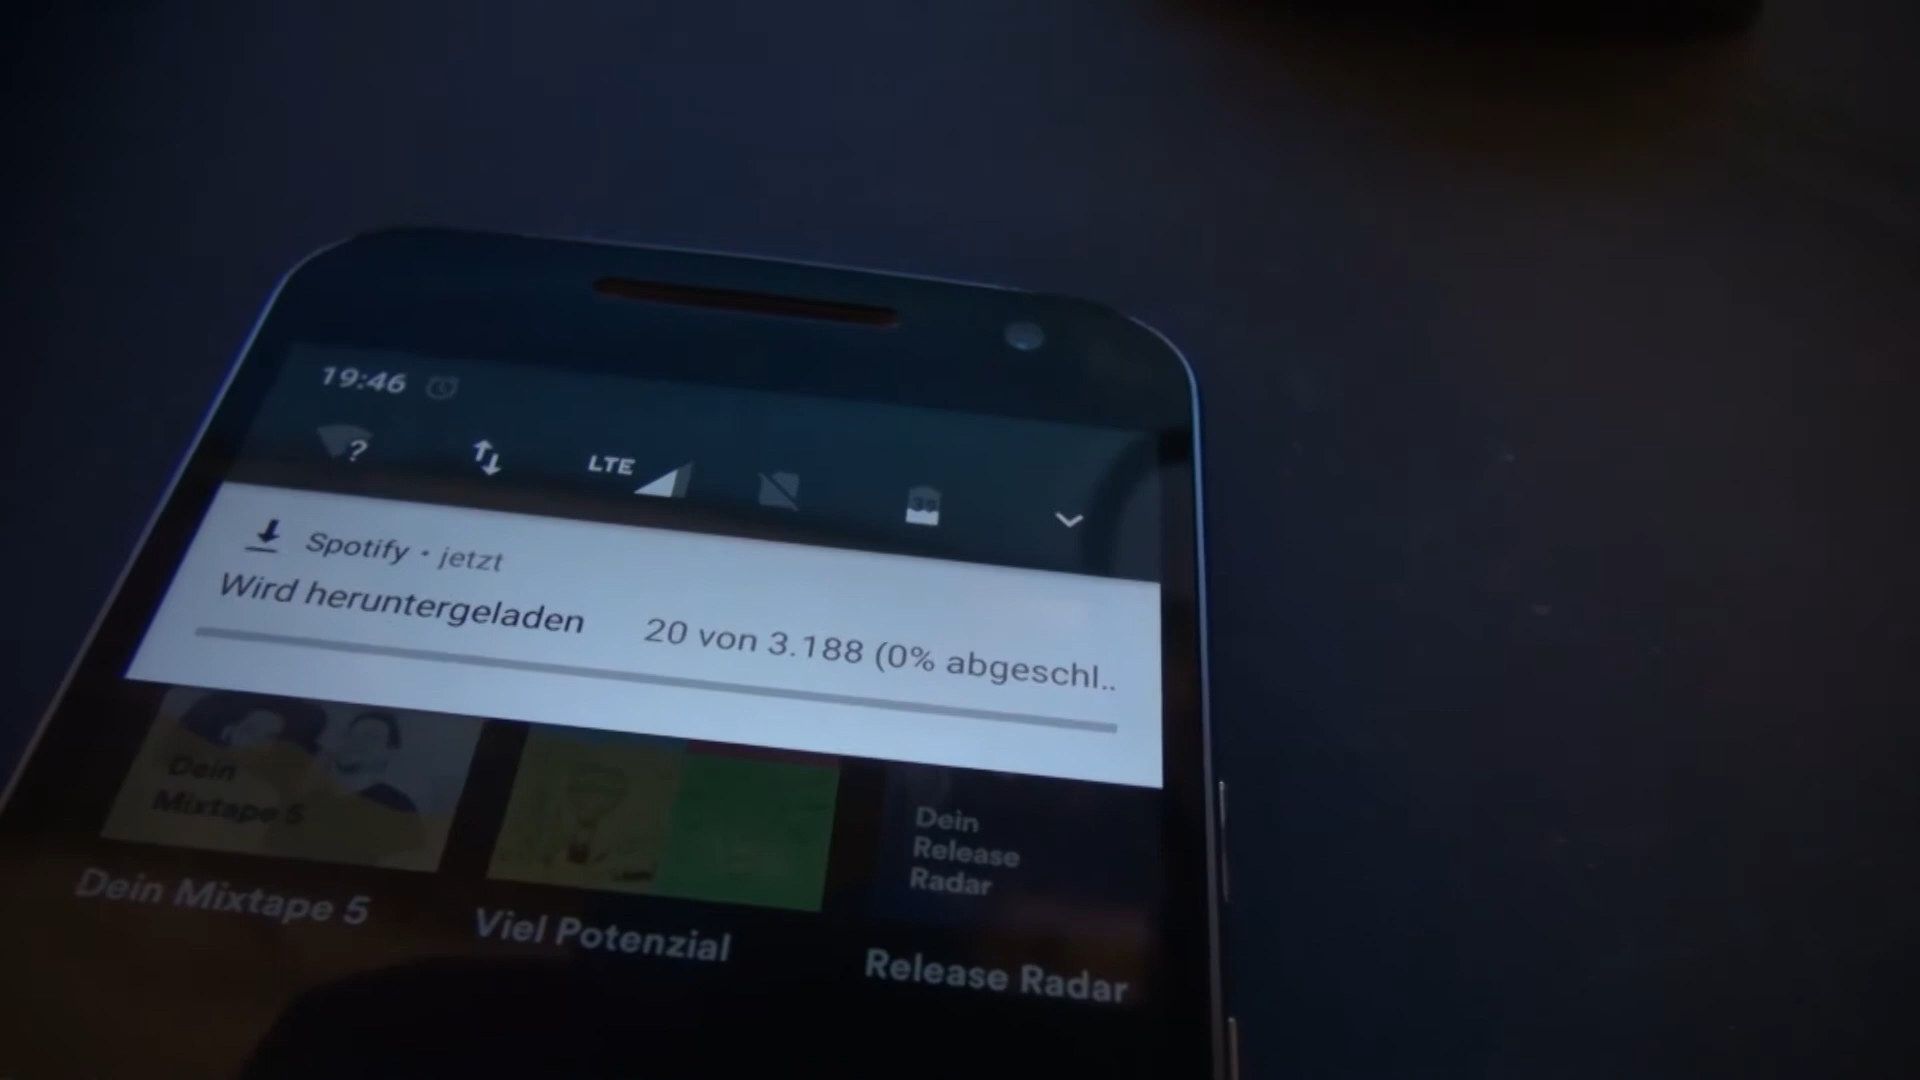 19:46
?
LTE
Spotify • jetzt
Wird heruntergeladen 20 von 3.188 (0% abgeschl..
Dein
Mixtape 5
Dein
Release
Radar
Dein Mixtape 5
Viel Potenzial
Release Radar